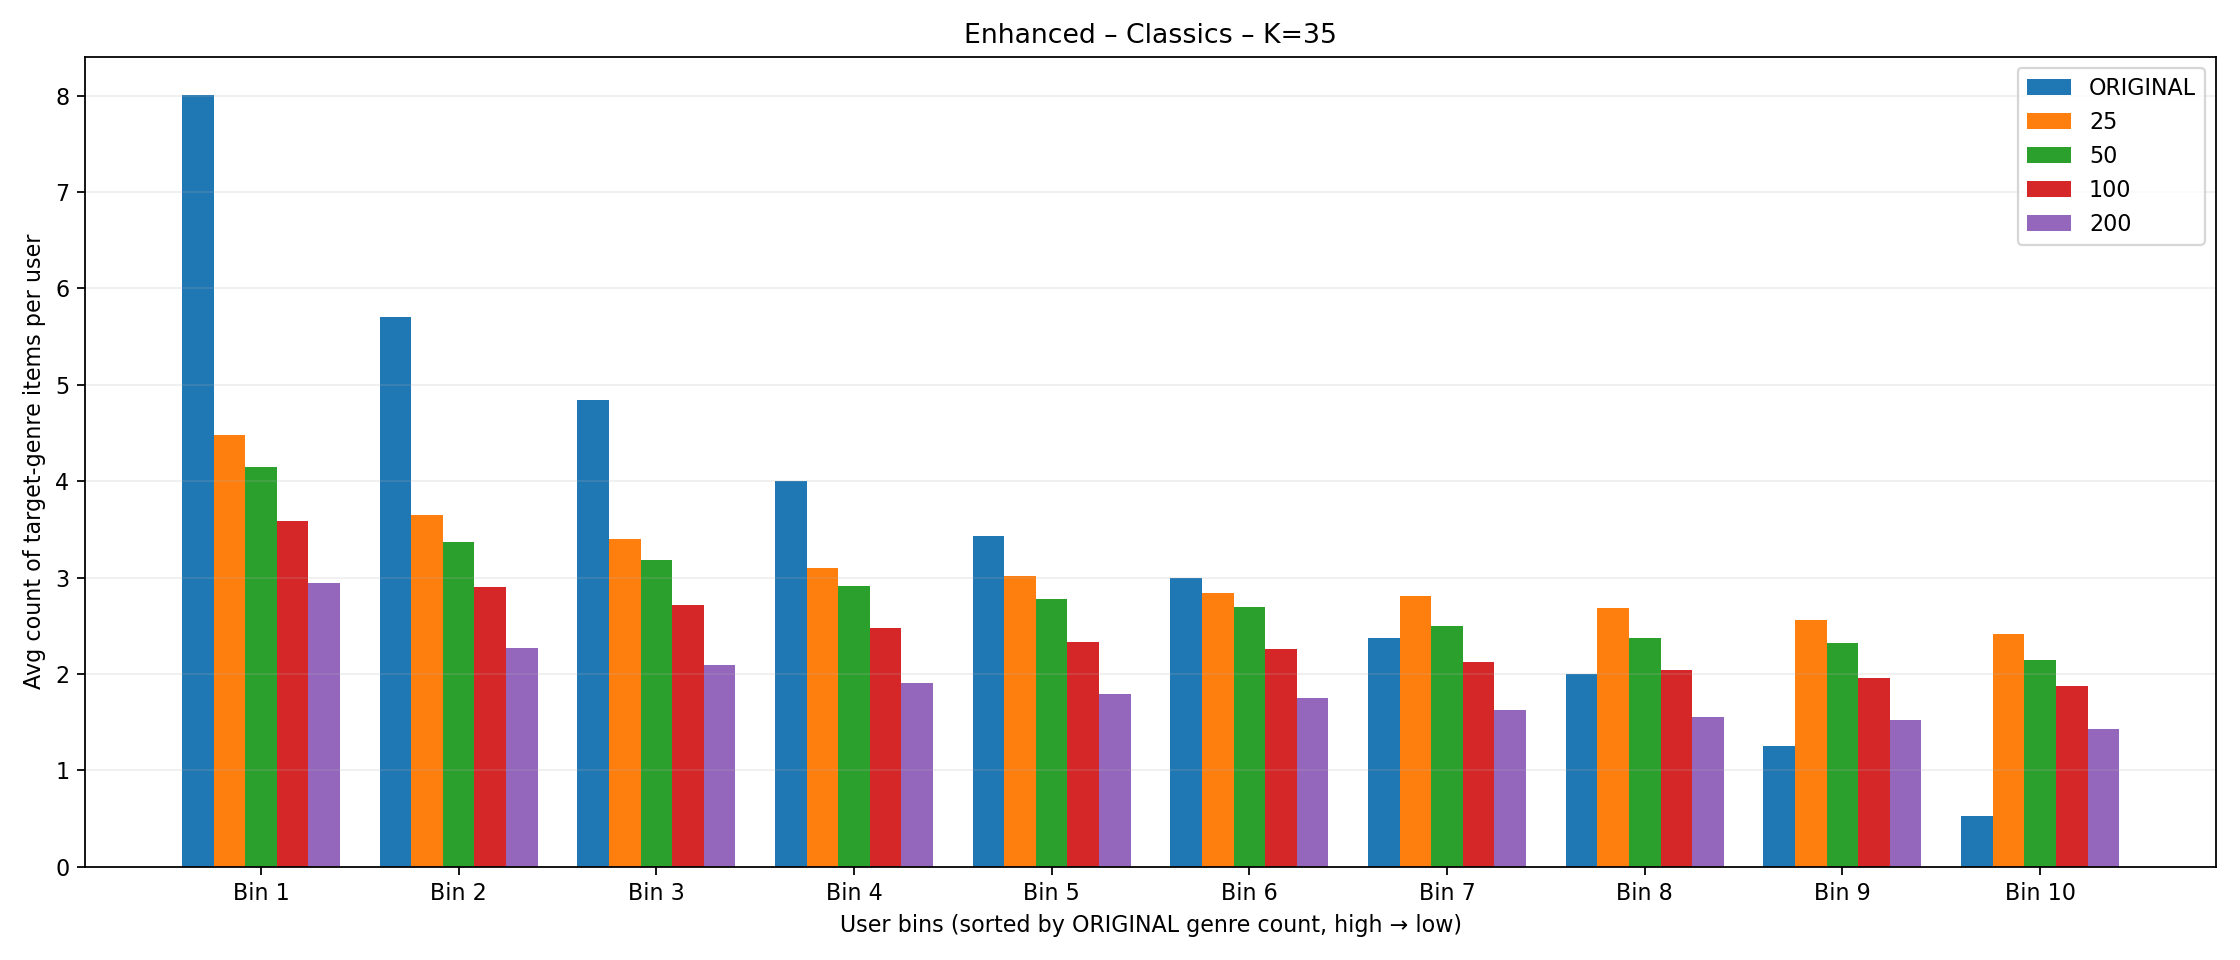 Enhanced – Classics – K=35
ORIGINAL
25
50
100
200
Avg count of target-genre items per user
8
7
6
5
4
3
2
1
0
Bin 1
Bin 2
Bin 3
Bin 4
Bin 5
Bin 6
Bin 7
Bin 8
Bin 9
Bin 10
User bins (sorted by ORIGINAL genre count, high → low)